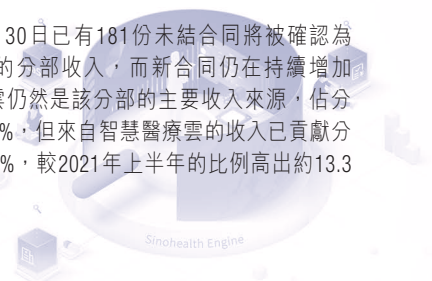 30日已有181份未結合同將被確認為
的分部收入，而新合同仍在持續增加
雲仍然是該分部的主要收入來源，佔分
%，但來自智慧醫療雲的收入已貢獻分
%，較2021年上半年的比例高出約13.3
Sinohealth Engine